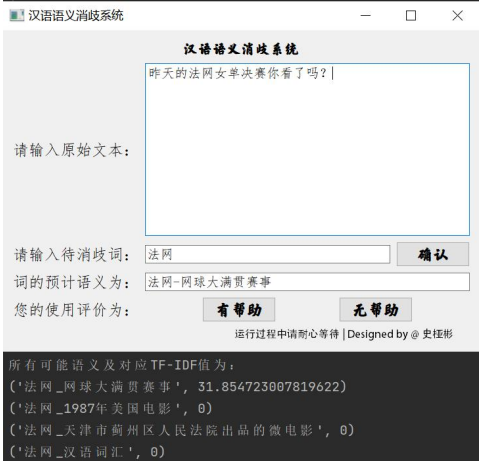 汉语语义消歧系统
汉语语义消歧系统
昨天的法网女单决赛你看了吗?
请输入原始文本:
请输入待消歧词: 法网 确认
词的预计语义为: 法网-网球大满贯赛事
您的使用评价为: 有帮助 无帮助
运行过程中请耐心等待 | Designed by @ 史桠彬
所有可能语义及对应TF-IDF值为:
('法网_网球大满贯赛事', 31.854723007819622)
('法网_1987年美国电影', 0)
('法网_天津市蓟州区人民法院出品的微电影', 0)
('法网_汉语词汇', 0)